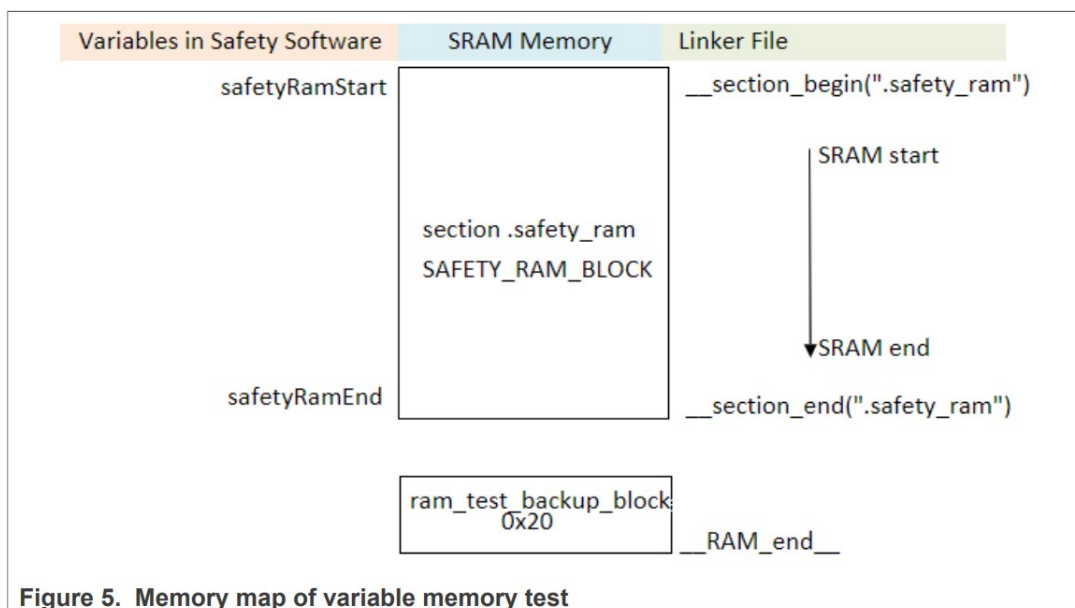 Variables in Safety Software SRAM Memory Linker File
safetyRamStart __section_begin(".safety_ram")
SRAM start
section .safety_ram
SAFETY_RAM_BLOCK
SRAM end
safetyRamEnd __section_end(".safety_ram")
ram_test_backup_block
0x20
__RAM_end__
Figure 5. Memory map of variable memory test